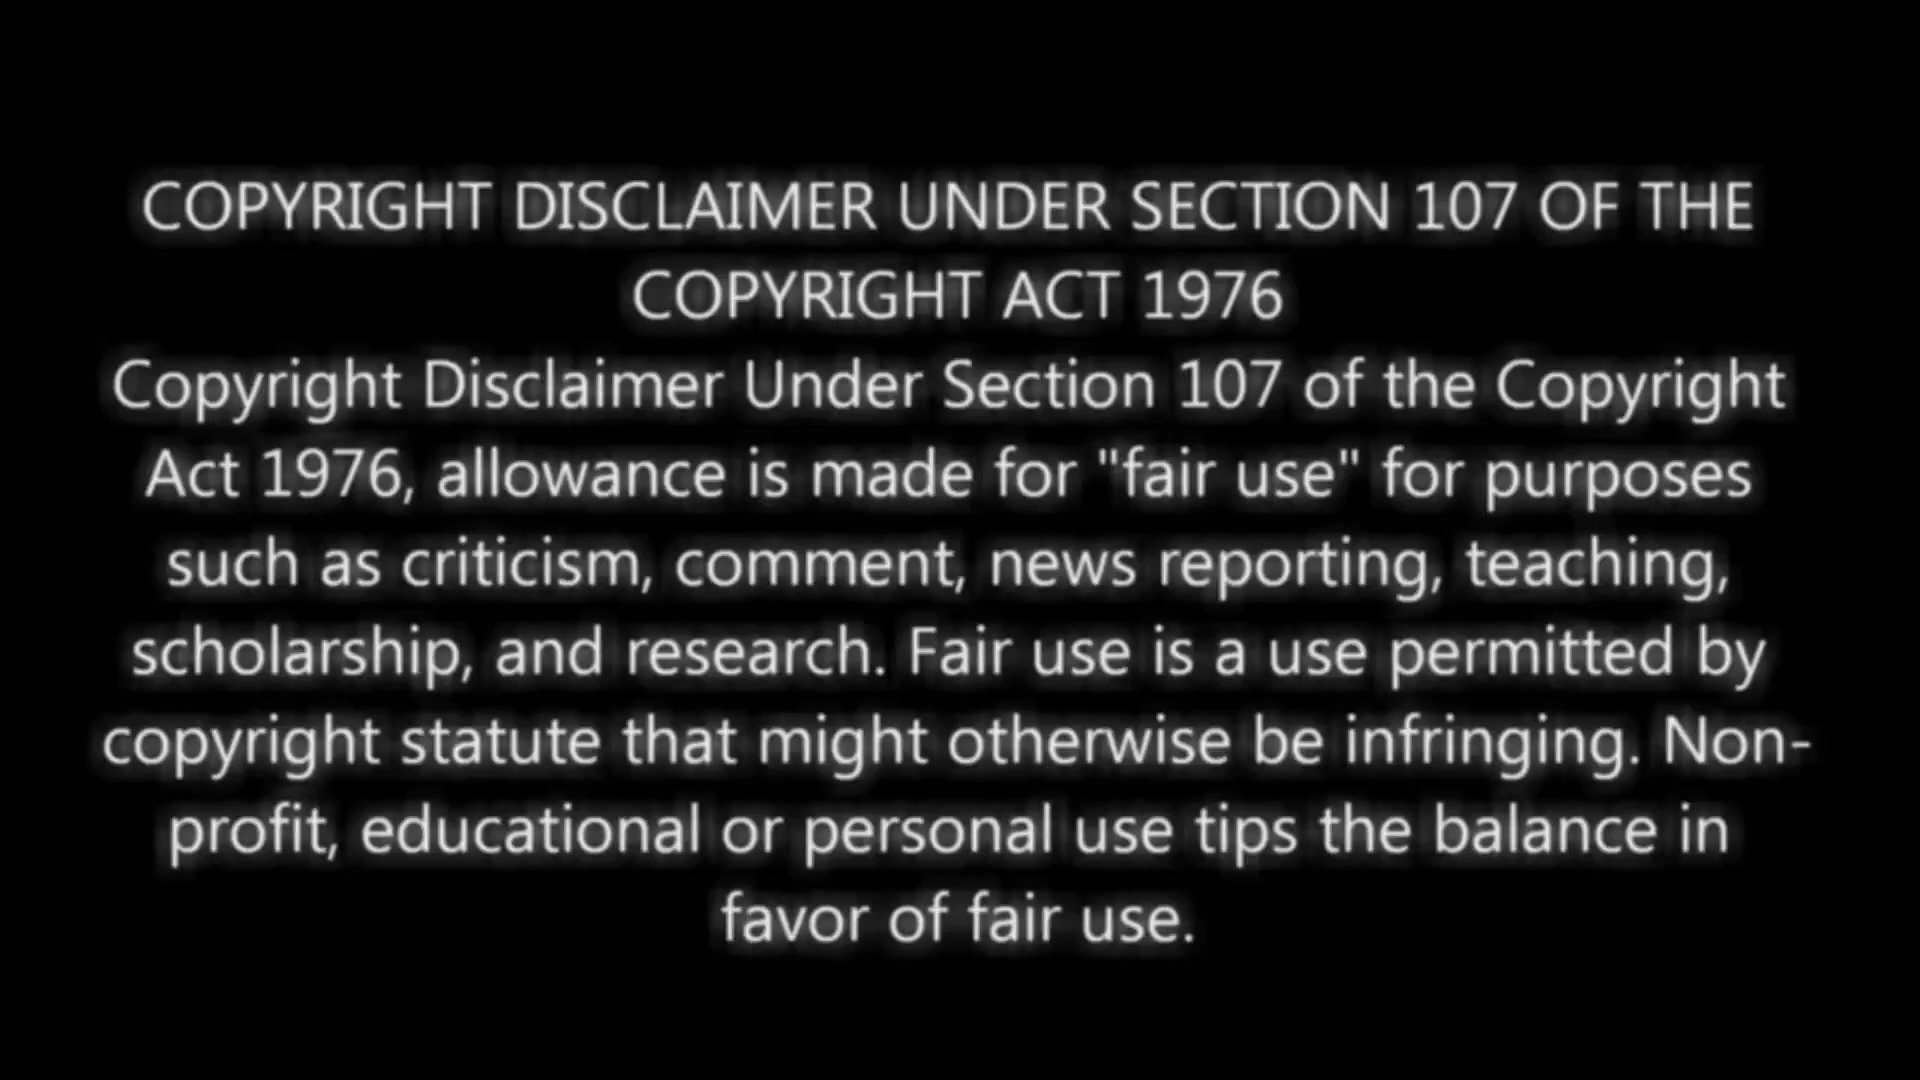 COPYRIGHT DISCLAIMER UNDER SECTION 107 OF THE
COPYRIGHT ACT 1976
Copyright Disclaimer Under Section 107 of the Copyright
Act 1976, allowance is made for "fair use" for purposes
such as criticism, comment, news reporting, teaching,
scholarship, and research. Fair use is a use permitted by
copyright statute that might otherwise be infringing. Non-
profit, educational or personal use tips the balance in
favor of fair use.